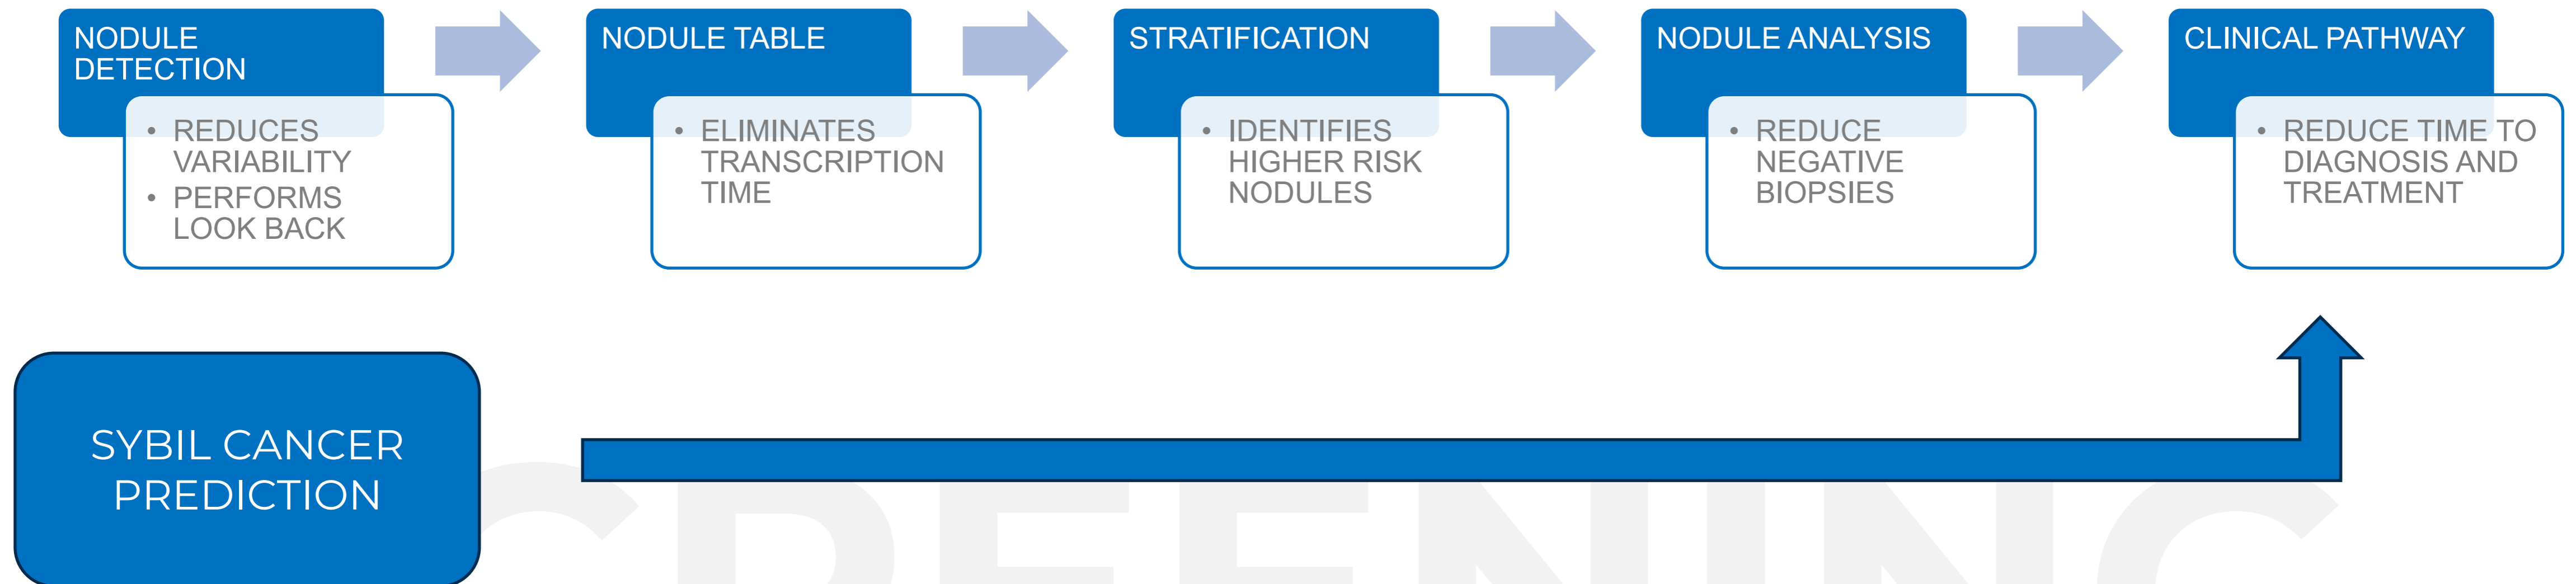 NODULE
DETECTION
• REDUCES
VARIABILITY
• PERFORMS
LOOK BACK
NODULE TABLE
• ELIMINATES
TRANSCRIPTION
TIME
STRATIFICATION
• IDENTIFIES
HIGHER RISK
NODULES
NODULE ANALYSIS
• REDUCE
NEGATIVE
BIOPSIES
CLINICAL PATHWAY
• REDUCE TIME TO
DIAGNOSIS AND
TREATMENT
SYBIL CANCER
PREDICTION
CREENING